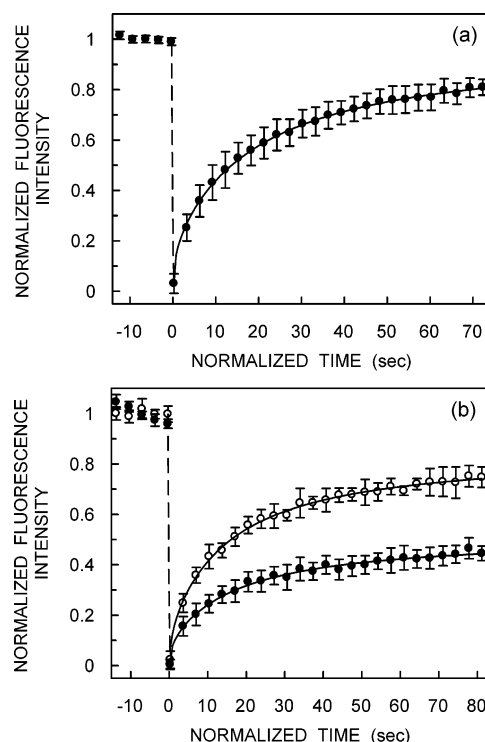 (a)
NORMALIZED FLUORESCENCE
INTENSITY
1
0.8
0.6
0.4
0.2
0
-10 0 10 20 30 40 50 60 70
NORMALIZED TIME (sec)
(b)
NORMALIZED FLUORESCENCE
INTENSITY
1
0.8
0.6
0.4
0.2
0
-10 0 10 20 30 40 50 60 70 80
NORMALIZED TIME (sec)